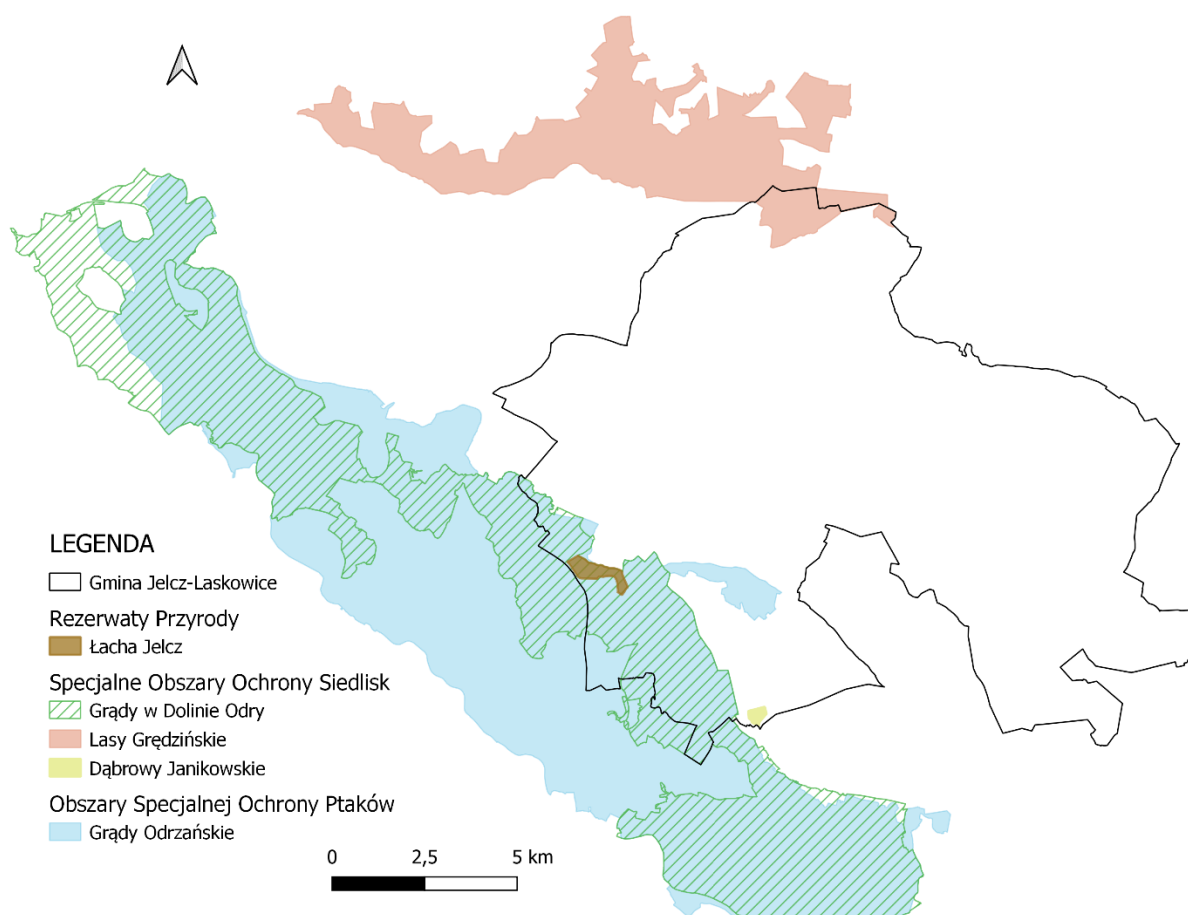 LEGENDA
Gmina Jelcz-Laskowice
Rezerwaty Przyrody
Łacha Jelcz
Specjalne Obszary Ochrony Siedlisk
Grądy w Dolinie Odry
Lasy Grędzińskie
Dąbrowy Janikowskie
Obszary Specjalnej Ochrony Ptaków
Grądy Odrzańskie
0 2,5 5 km